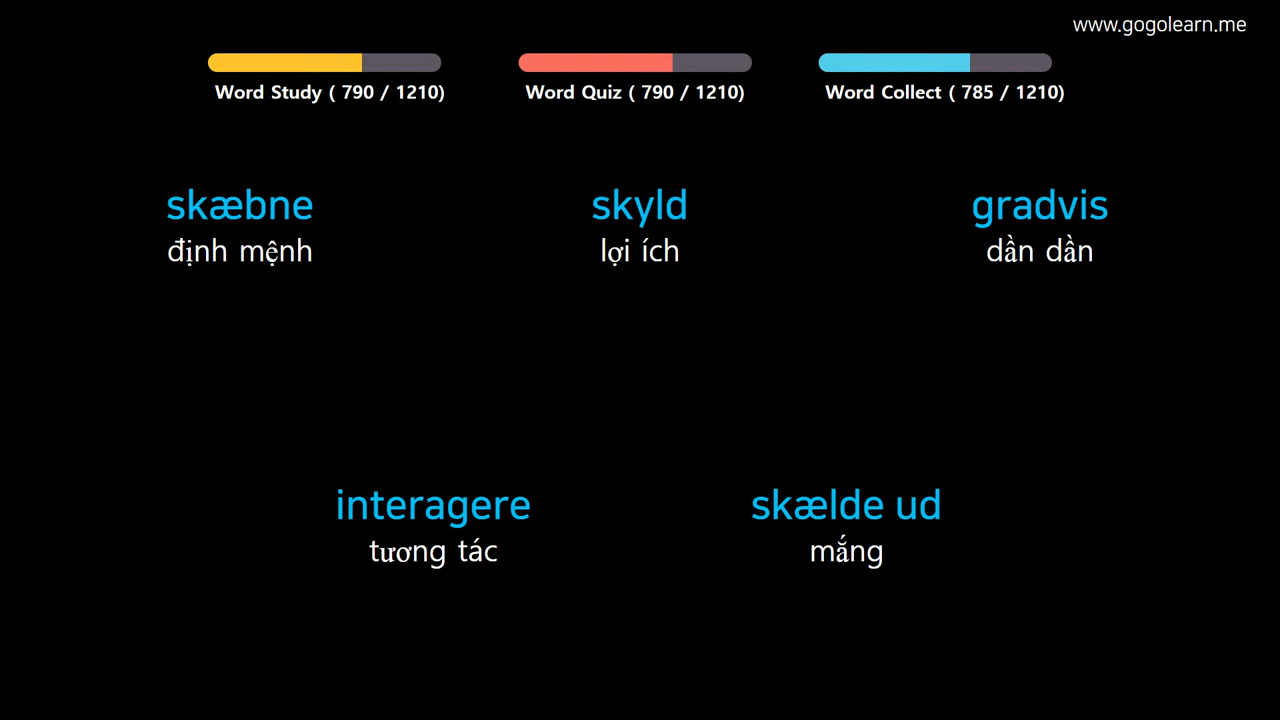 www.gogolearn.me
Word Study ( 790 / 1210)
Word Quiz ( 790 / 1210)
Word Collect ( 785 / 1210)
skæbne
định mệnh
skyld
lợi ích
gradvis
dần dần
interagere
tương tác
skælde ud
mắng